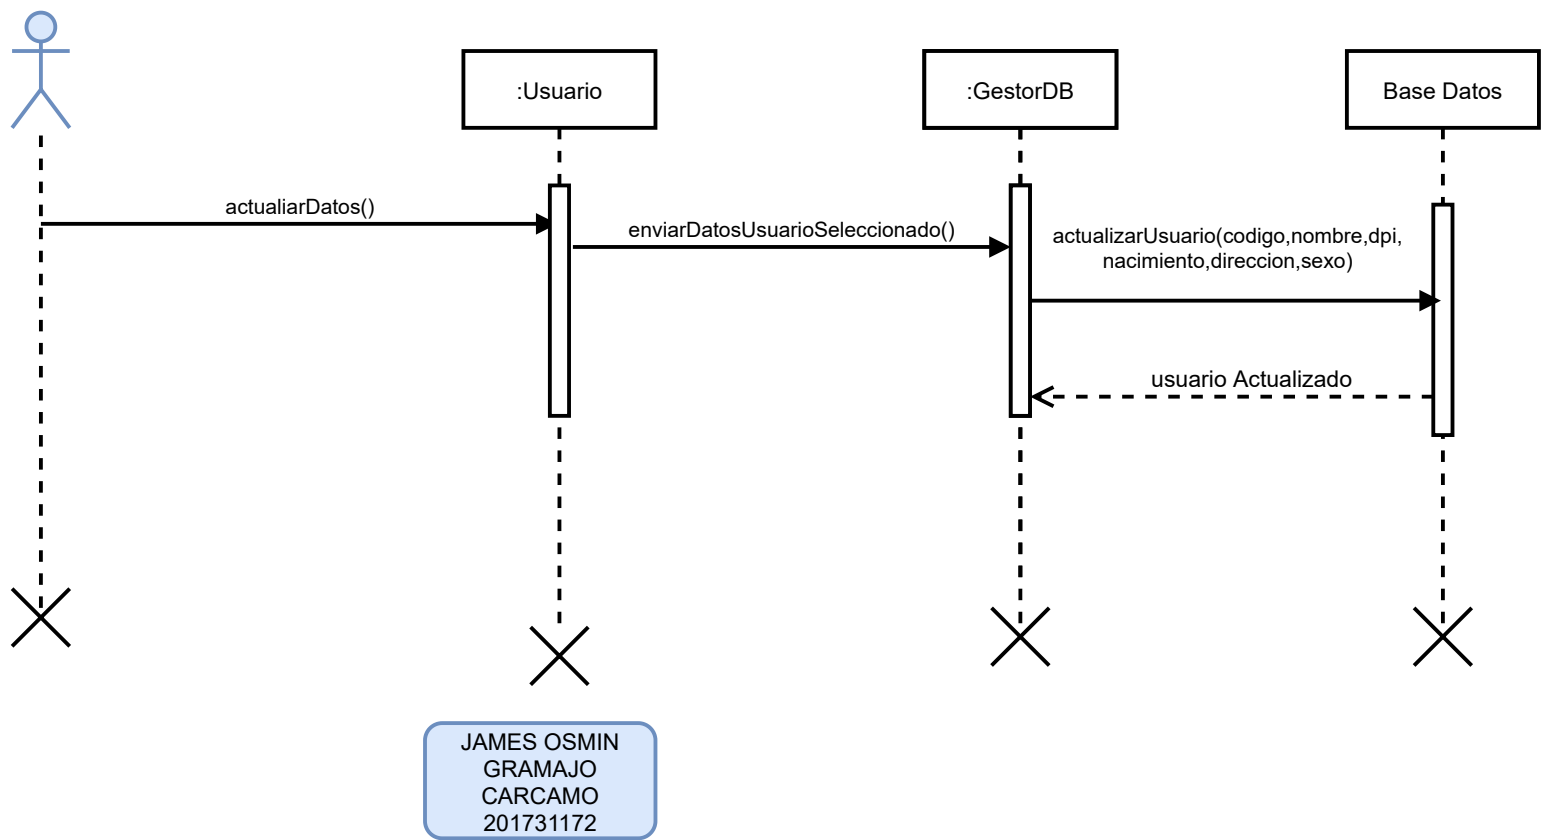 :Usuario
:GestorDB
Base Datos
actualiarDatos()
enviarDatosUsuarioSeleccionado()
actualizarUsuario(codigo,nombre,dpi,
nacimiento,direccion,sexo)
usuario Actualizado
JAMES OSMIN
GRAMAJO
CARCAMO
201731172